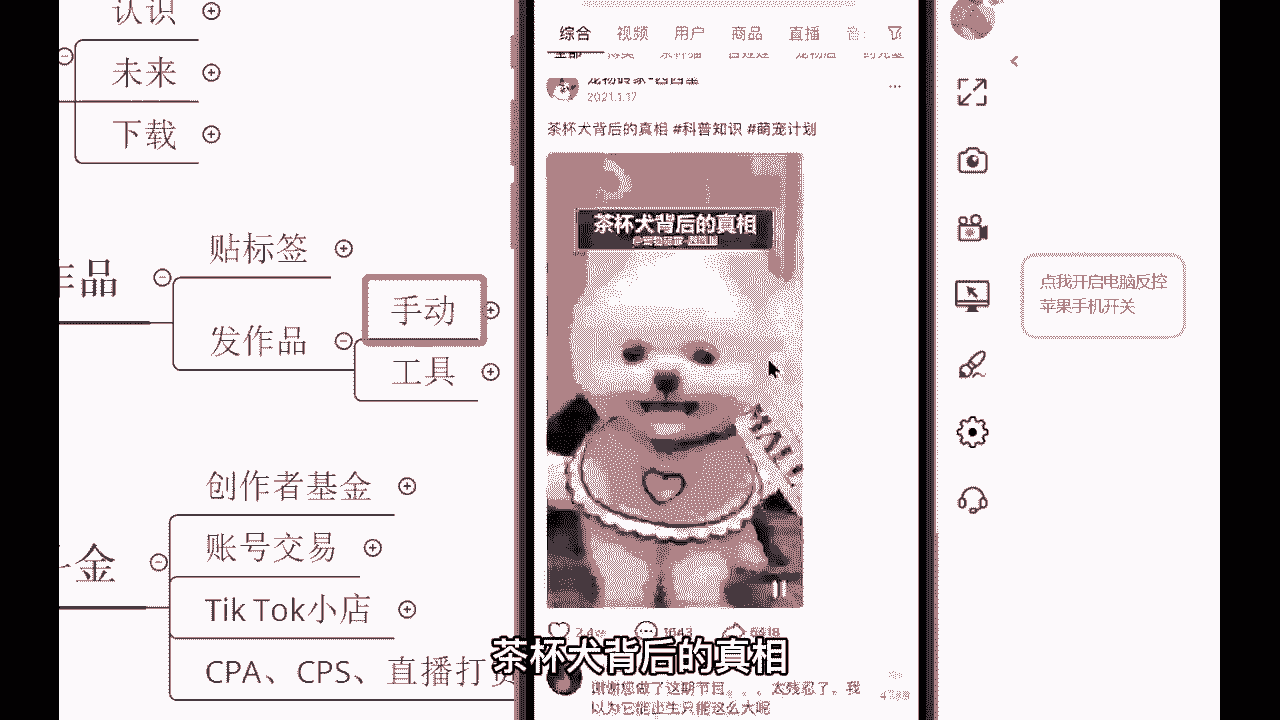 认识
未来
下载
贴标签
作品
手动
发作品
工具
创作者基金
账号交易
金
Tik Tok小店
CPA、CPS、直播打赏
综合 视频 用户 商品 直播
2021.1.17
茶杯犬背后的真相 #科普知识 #萌宠计划
茶杯犬背后的真相
谢谢您做了这期节目。。。太残忍了，我
以为它能出生只能这么大呢
茶杯犬背后的真相
点我开启电脑反控
苹果手机开关